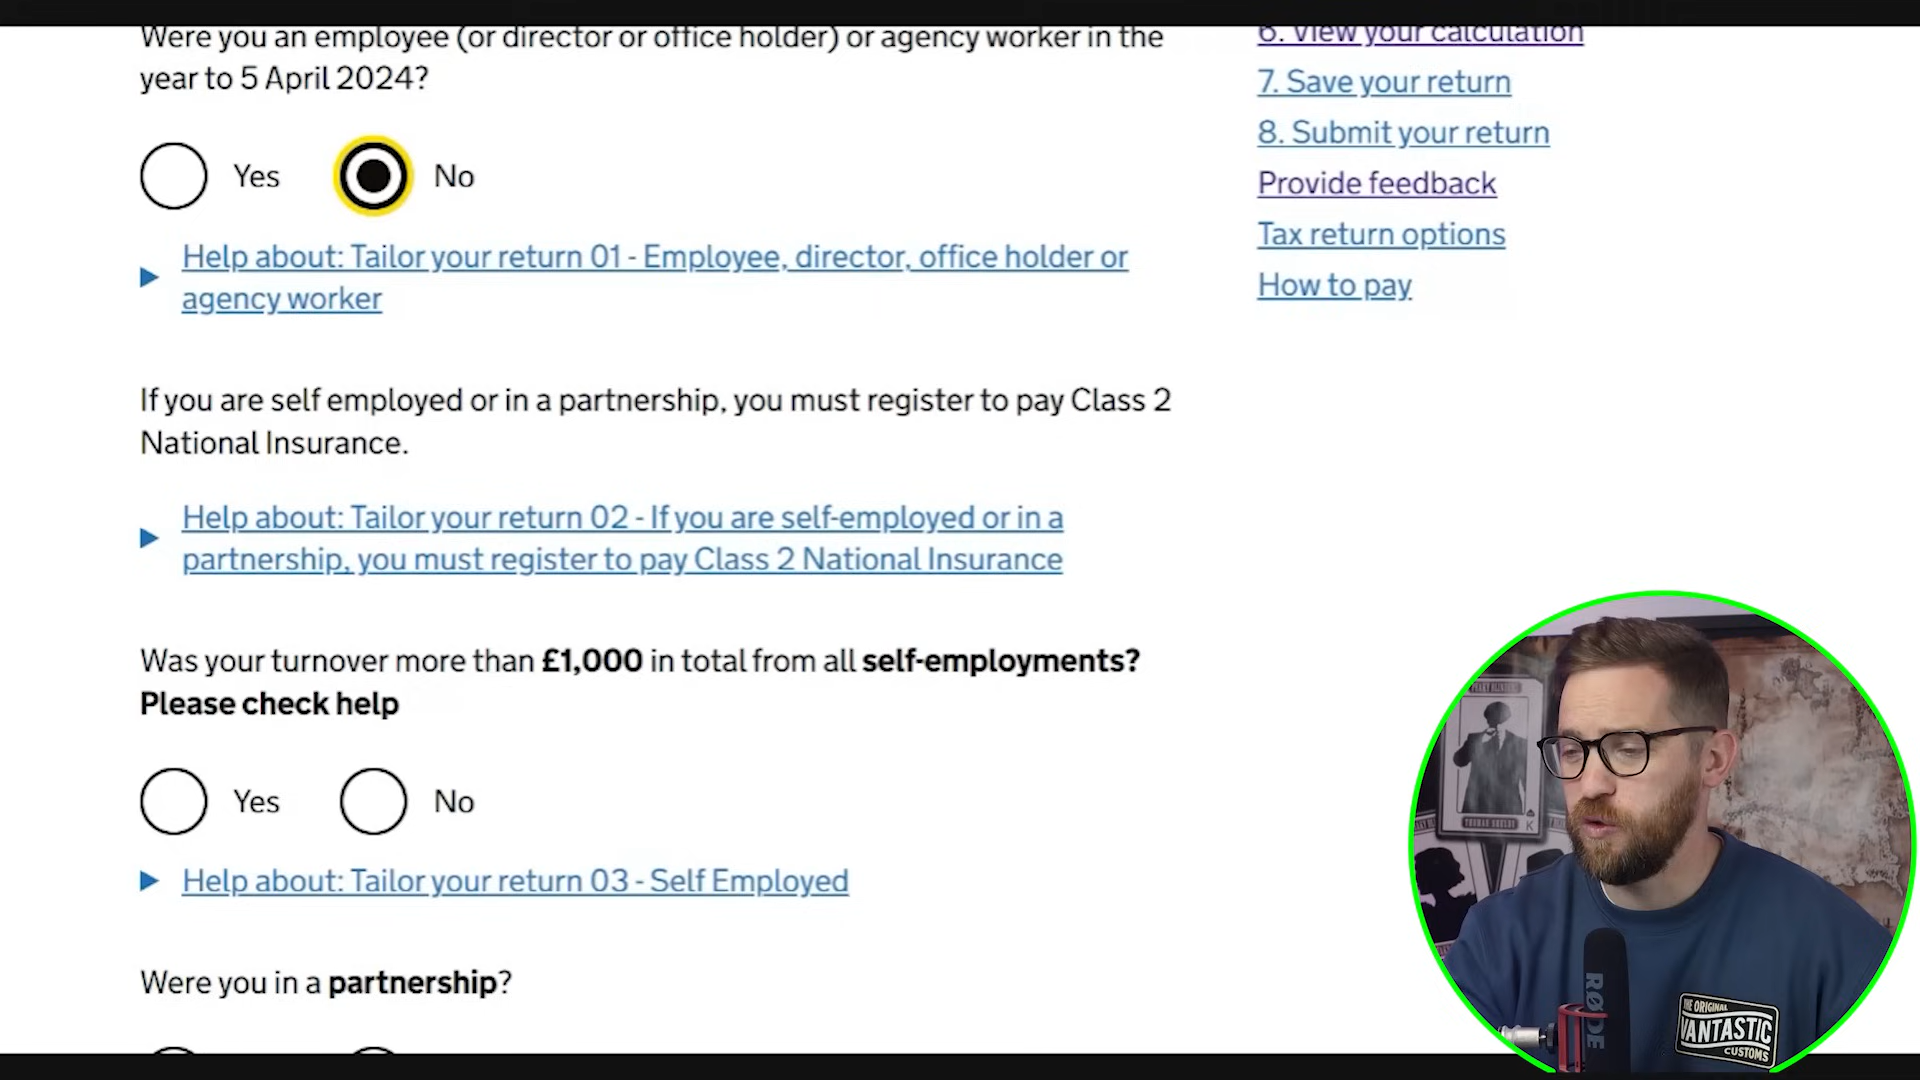 Were you an employee (or director or office holder) or agency worker in the
year to 5 April 2024?
Yes
No
Help about: Tailor your return 01 - Employee, director, office holder or
agency worker
If you are self employed or in a partnership, you must register to pay Class 2
National Insurance.
Help about: Tailor your return 02 - If you are self-employed or in a
partnership, you must register to pay Class 2 National Insurance
Was your turnover more than £1,000 in total from all self-employments?
Please check help
Yes
No
Help about: Tailor your return 03 - Self Employed
Were you in a partnership?
6. View your calculation
7. Save your return
8. Submit your return
Provide feedback
Tax return options
How to pay
THOMAS SHELBY
K
RØDE
THE ORIGINAL
VANTASTIC
CUSTOMS